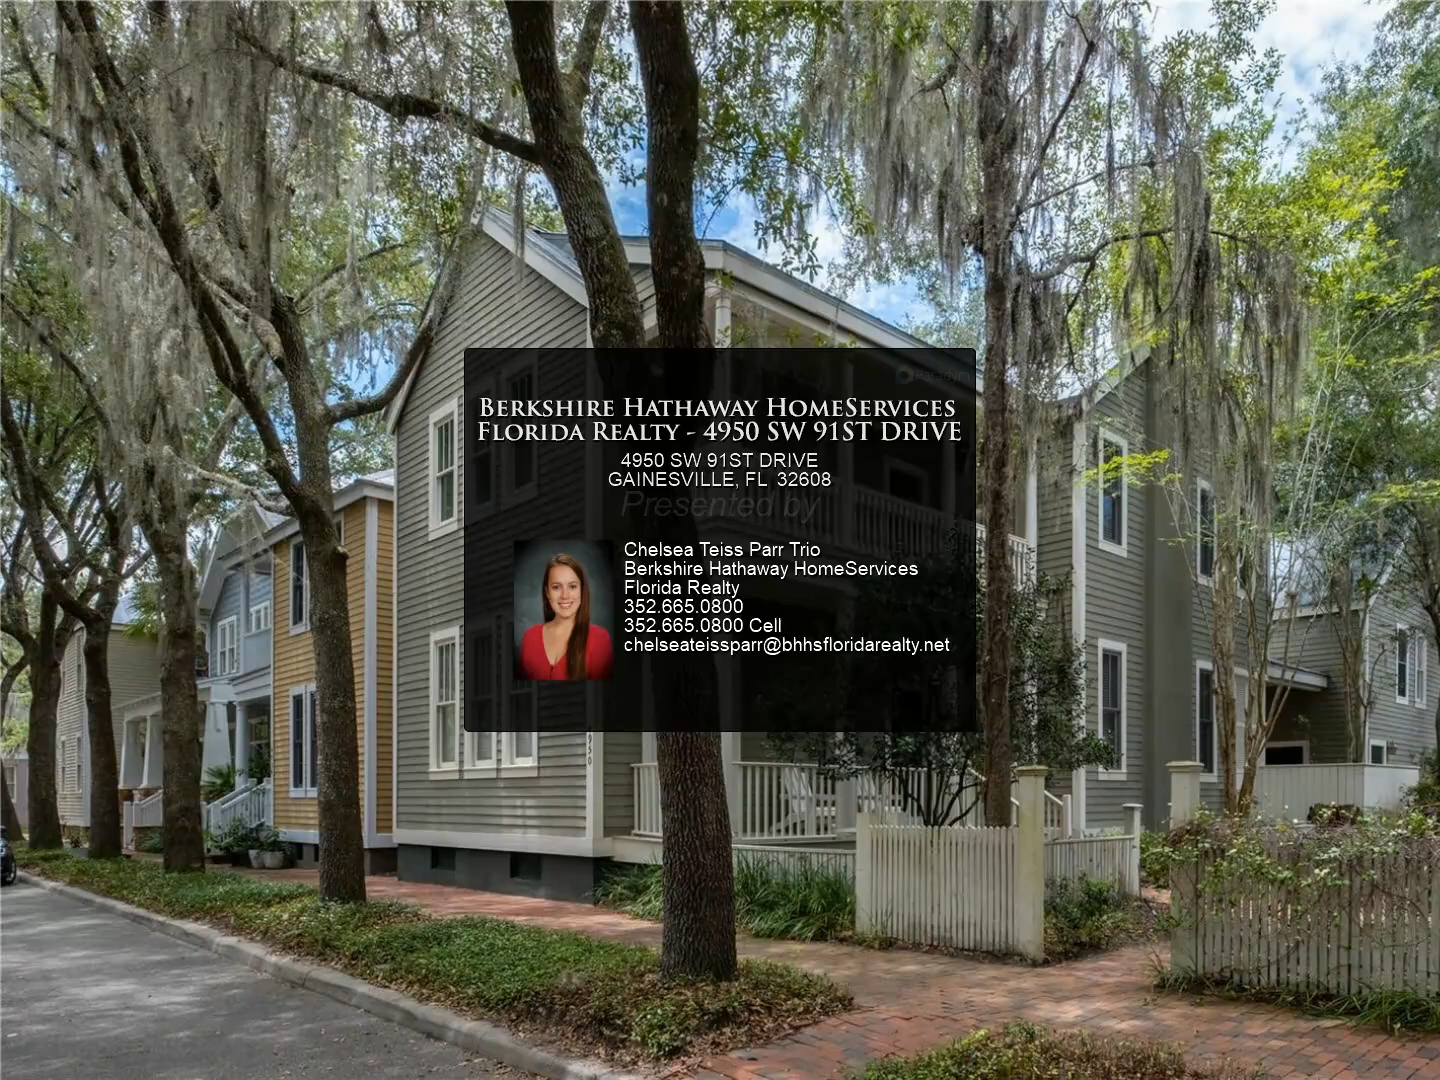 BERKSHIRE HATHAWAY HOMESERVICES
FLORIDA REALTY - 4950 SW 91ST DRIVE
4950 SW 91ST DRIVE
GAINESVILLE, FL 32608
Presented by
Chelsea Teiss Parr Trio
Berkshire Hathaway HomeServices
Florida Realty
352.665.0800
352.665.0800 Cell
chelseateissparr@bhhsfloridarealty.net